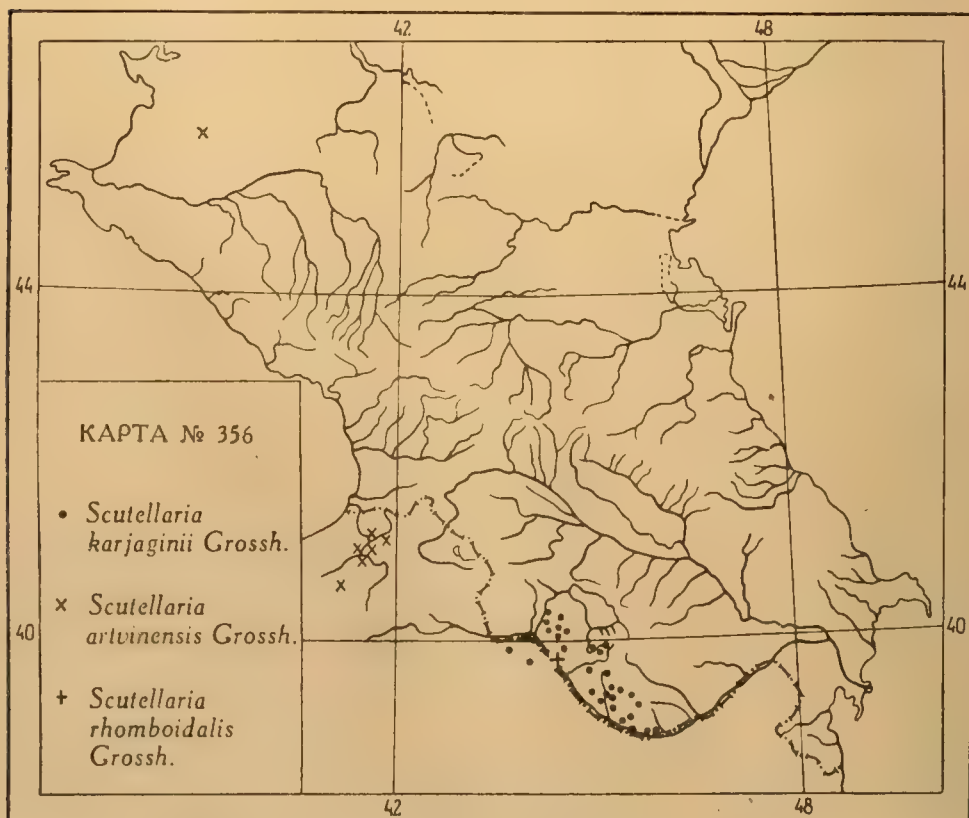 42 48
44 44
КАРТА № 356
• Scutellaria
karjaginii Grossh.
× Scutellaria
artvinensis Grossh.
40 40
+ Scutellaria
rhomboidalis
Grossh.
42 48